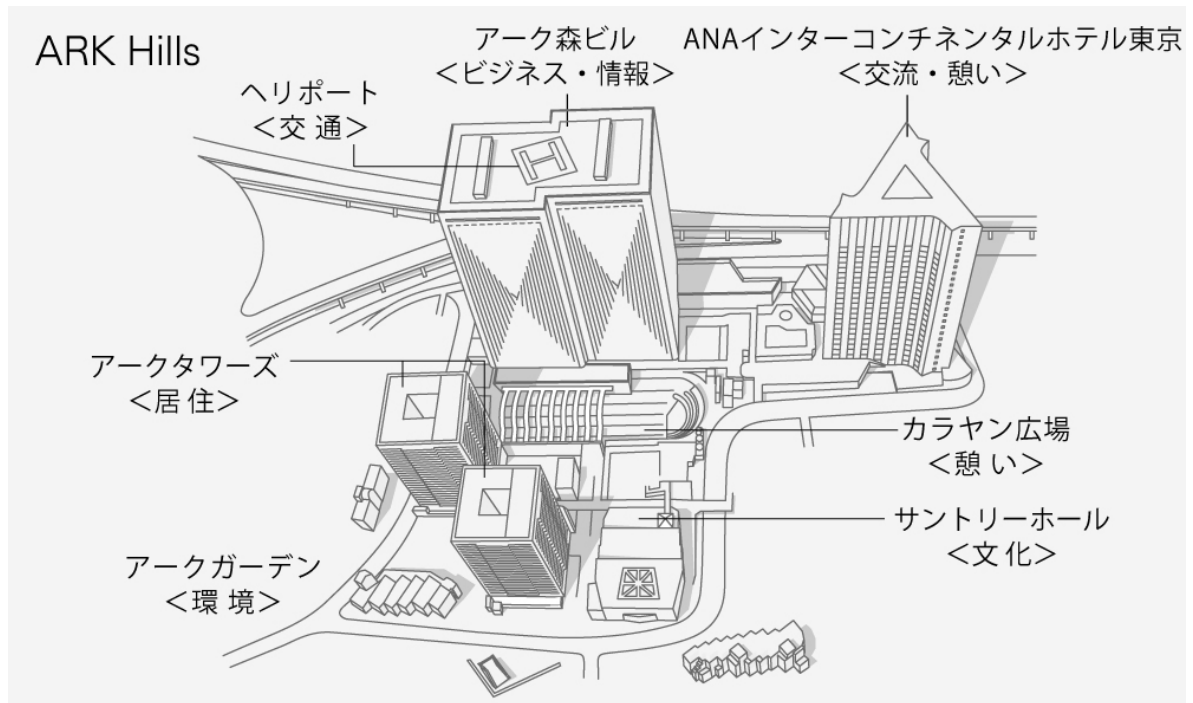 ARK Hills
アーク森ビル
<ビジネス・情報>
ANAインターコンチネンタルホテル東京
<交流・憩い>
ヘリポート
<交 通>
H
アークタワーズ
<居 住>
カラヤン広場
<憩 い>
サントリーホール
<文 化>
アークガーデン
<環 境>